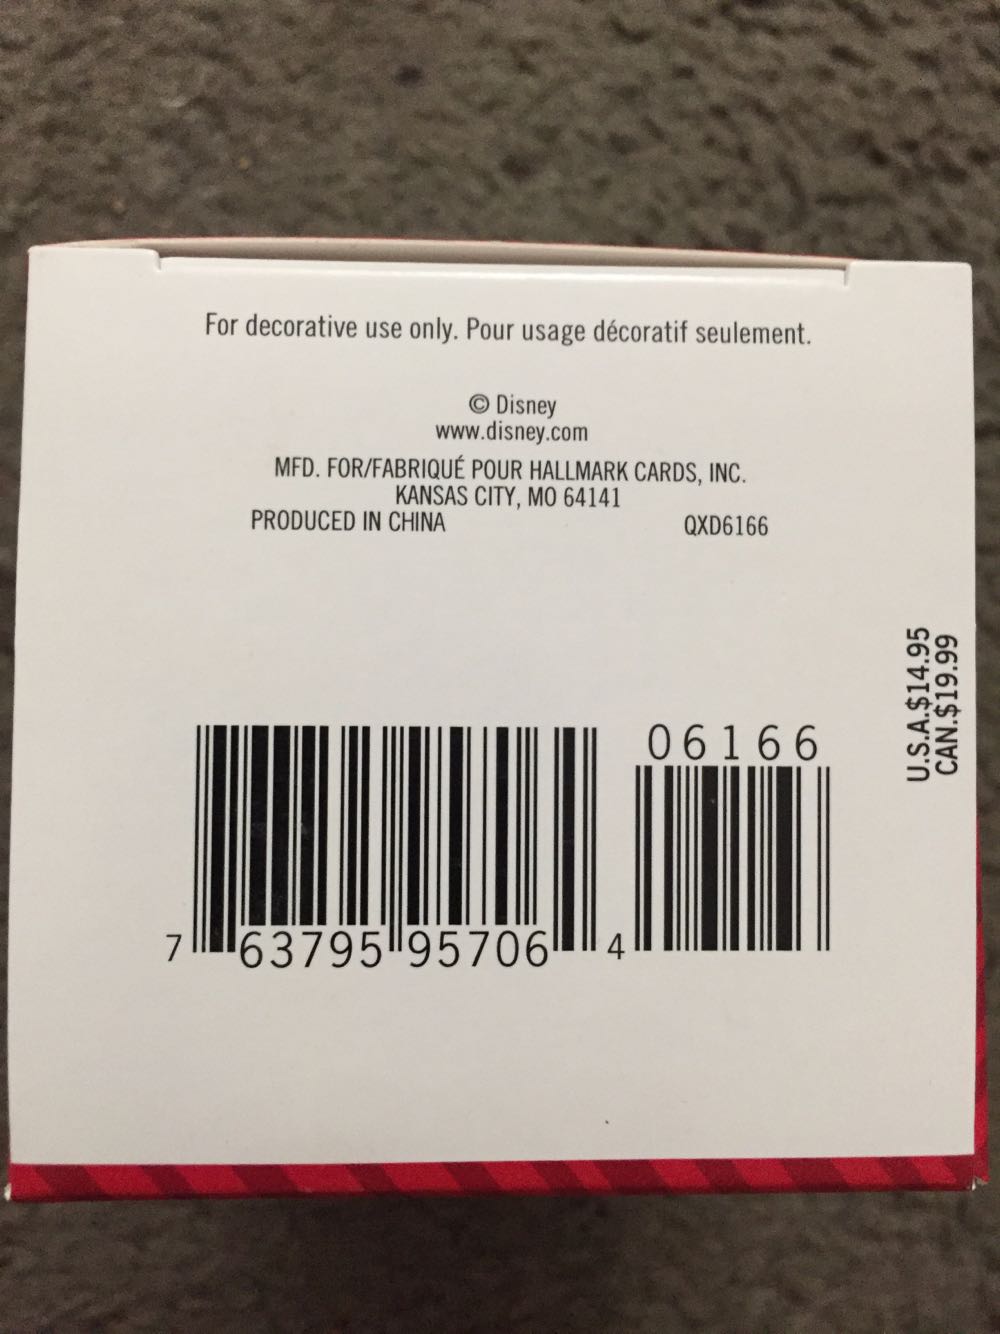 For decorative use only. Pour usage décoratif seulement.
© Disney
www.disney.com
MFD. FOR/FABRIQUÉ POUR HALLMARK CARDS, INC.
KANSAS CITY, MO 64141
PRODUCED IN CHINA QXD6166
U.S.A.$14.95
CAN.$19.99
06166
7 63795 95706 4